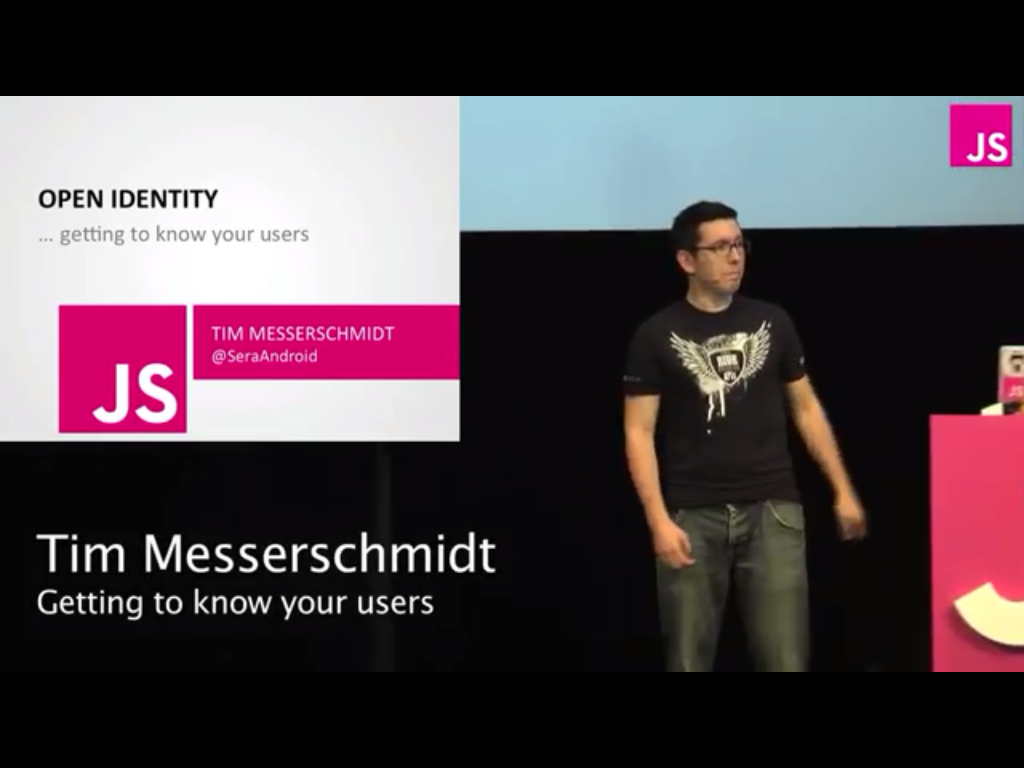 OPEN IDENTITY
... getting to know your users
TIM MESSERSCHMIDT
@SeraAndroid
JS
JS
JS
Tim Messerschmidt
Getting to know your users